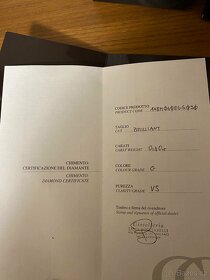 CHIMENTO:
CERTIFICAZIONE DEL DIAMANTE
CHIMENTO:
DIAMOND CERTIFICATE
CODICE PRODOTTO
PRODUCT CODE
TAGLIO
CUT BRILLIANT
CARATI
CARAT WEIGHT
COLORE
COLOUR GRADE G
PUREZZA
CLARITY GRADE VS
Timbro e firma del rivenditore
Stamp and signature of official dealer